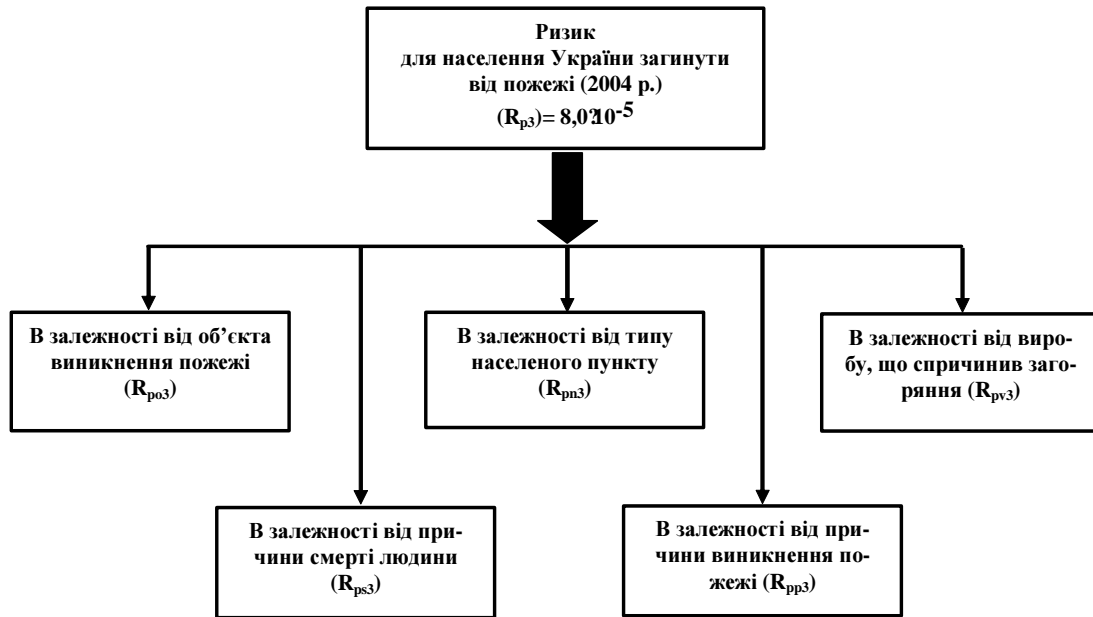 Ризик
для населення України загинути
від пожежі (2004 р.)
(Rp3)= 8,0?10-5
В залежності від об’єкта
виникнення пожежі
(Rpo3)
В залежності від типу
населеного пункту
(Rpn3)
В залежності від виро-
бу, що спричинив заго-
ряння (Rpv3)
В залежності від при-
чини смерті людини
(Rps3)
В залежності від при-
чини виникнення по-
жежі (Rpp3)